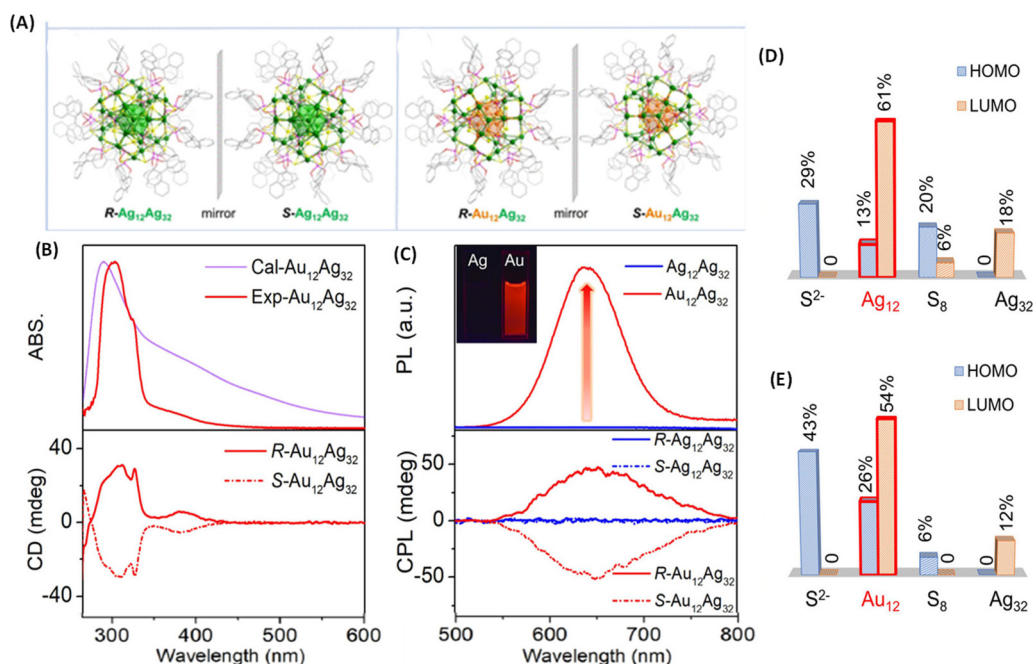 (A)
R-Ag₁₂Ag₃₂ mirror S-Ag₁₂Ag₃₂
R-Au₁₂Ag₃₂ mirror S-Au₁₂Ag₃₂
(B)
Cal-Au₁₂Ag₃₂
Exp-Au₁₂Ag₃₂
ABS.
R-Au₁₂Ag₃₂
S-Au₁₂Ag₃₂
CD (mdeg)
40
0
-40
300 400 500 600
Wavelength (nm)
(C)
Ag Au
Ag₁₂Ag₃₂
Au₁₂Ag₃₂
PL (a.u.)
R-Ag₁₂Ag₃₂
S-Ag₁₂Ag₃₂
R-Au₁₂Ag₃₂
S-Au₁₂Ag₃₂
CPL (mdeg)
50
0
-50
500 600 700 800
Wavelength (nm)
(D)
HOMO
LUMO
29% 0 13% 61% 20% 6% 0 18%
S²⁻ Ag₁₂ S₈ Ag₃₂
(E)
HOMO
LUMO
43% 0 26% 54% 6% 0 0 12%
S²⁻ Au₁₂ S₈ Ag₃₂